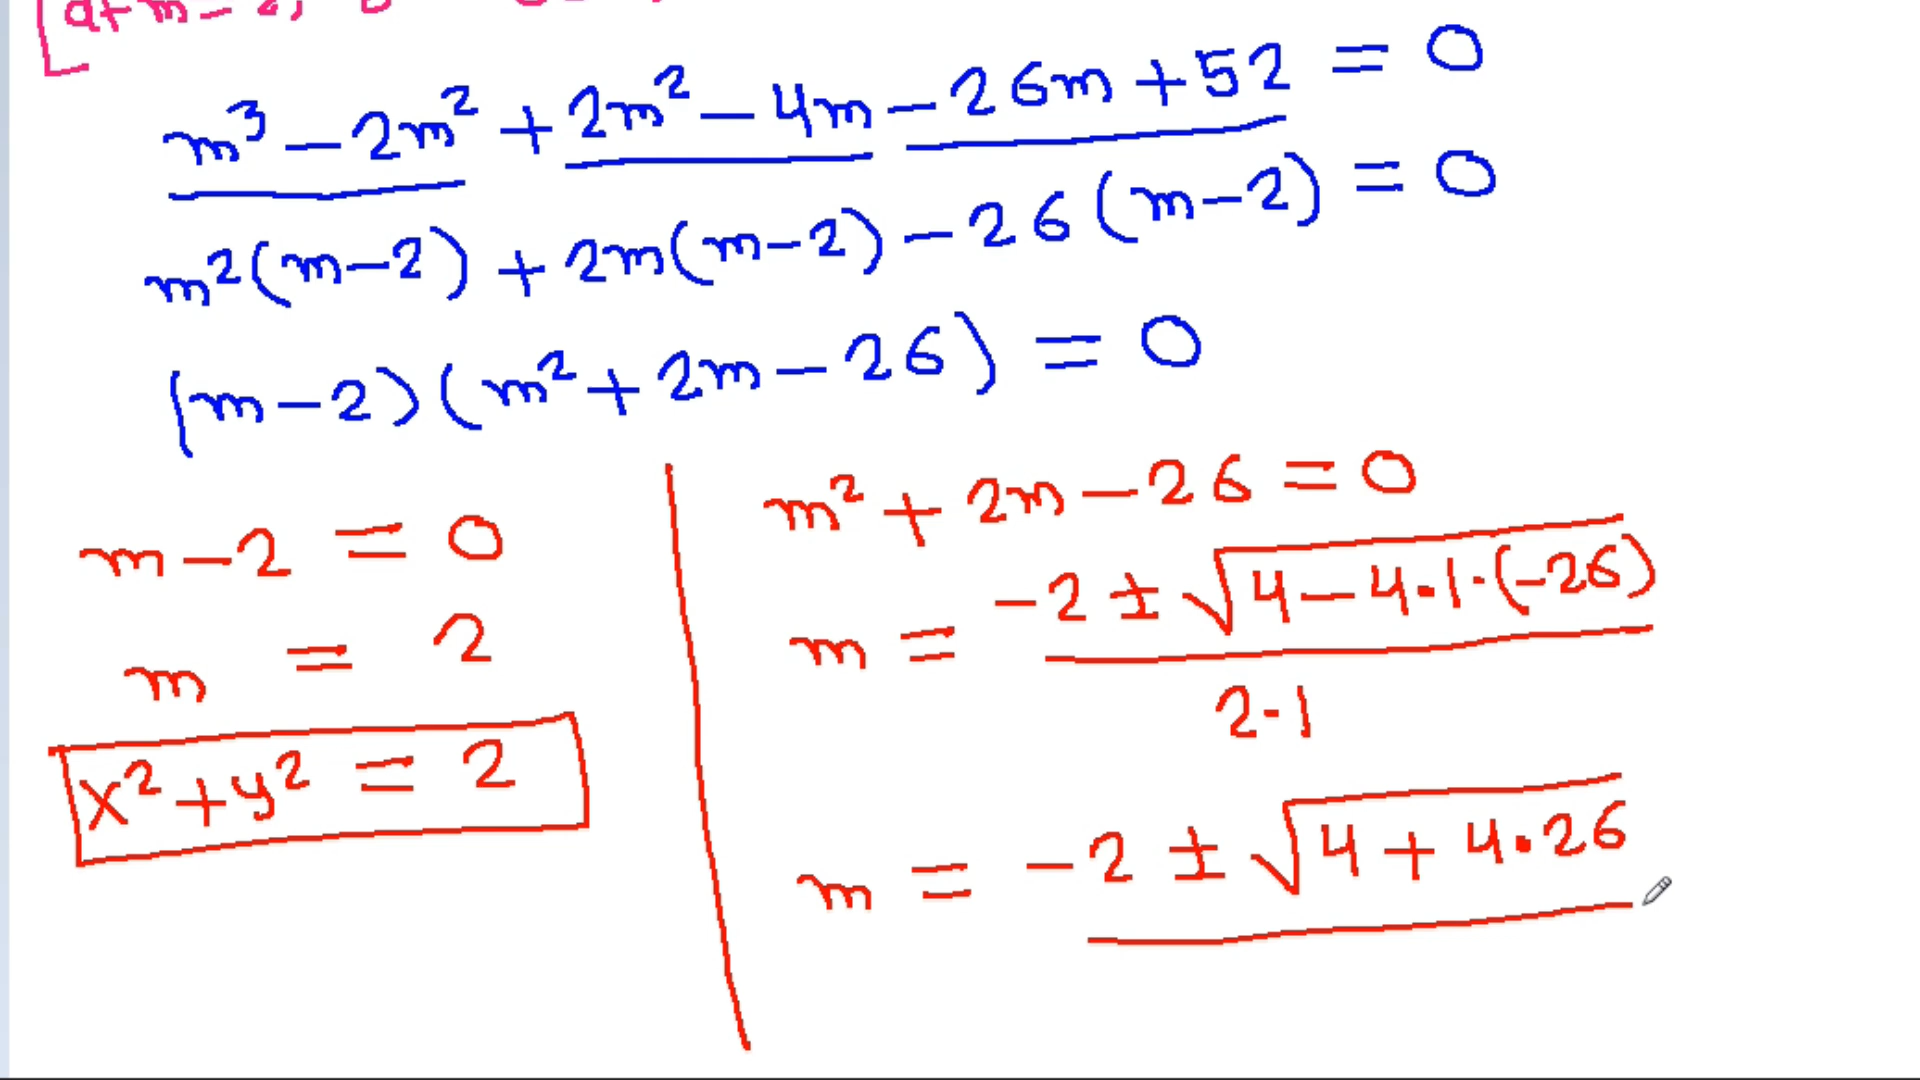 a+m=2,
m³ - 2m² + 2m² - 4m - 26m + 52 = 0
m²(m-2) + 2m(m-2) - 26(m-2) = 0
(m-2)(m² + 2m - 26) = 0
m - 2 = 0
m = 2
x² + y² = 2
m² + 2m - 26 = 0
m = (-2 ± √(4 - 4·1·(-26))) / 2·1
m = -2 ± √(4 + 4·26)